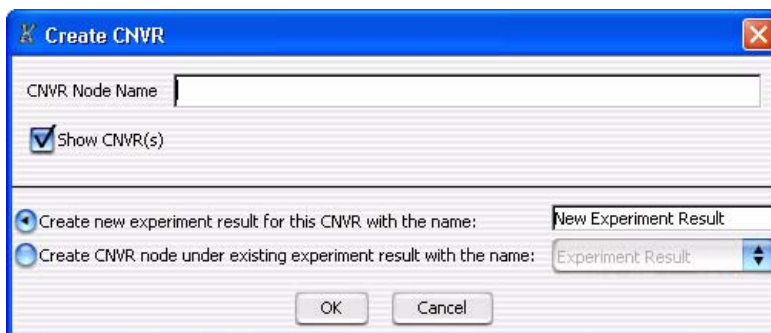 Create CNVR
CNVR Node Name
Show CNVR(s)
Create new experiment result for this CNVR with the name: New Experiment Result
Create CNVR node under existing experiment result with the name: Experiment Result
OK Cancel